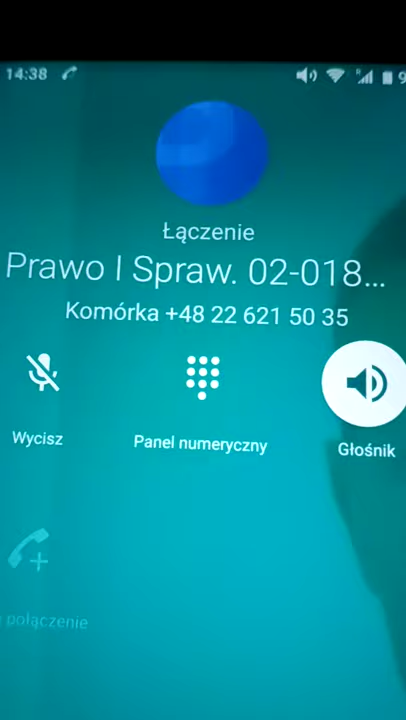 14:38
Łączenie
Prawo I Spraw. 02-018...
Komórka +48 22 621 50 35
Wycisz
Panel numeryczny
Głośnik
połączenie